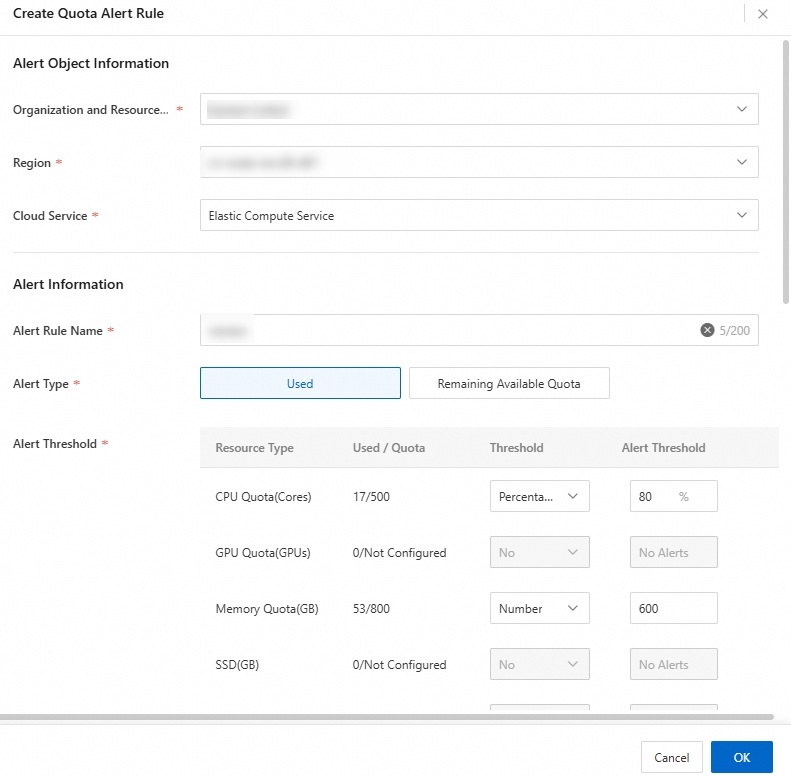 Create Quota Alert Rule
Alert Object Information
Organization and Resource... *
Region *
Cloud Service * Elastic Compute Service
Alert Information
Alert Rule Name * 5/200
Alert Type * Used Remaining Available Quota
Alert Threshold * Resource Type Used / Quota Threshold Alert Threshold
CPU Quota(Cores) 17/500 Percenta... 80 %
GPU Quota(GPUs) 0/Not Configured No No Alerts
Memory Quota(GB) 53/800 Number 600
SSD(GB) 0/Not Configured No No Alerts
Cancel OK